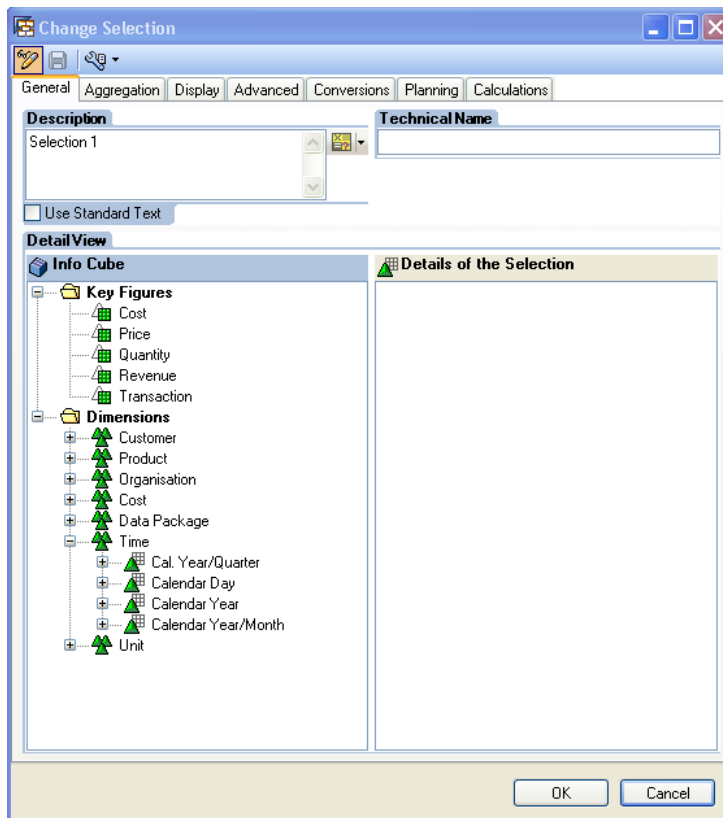 Change Selection
General Aggregation Display Advanced Conversions Planning Calculations
Description
Technical Name
Selection 1
Use Standard Text
Detail View
Info Cube
Details of the Selection
Key Figures
Cost
Price
Quantity
Revenue
Transaction
Dimensions
Customer
Product
Organisation
Cost
Data Package
Time
Cal. Year/Quarter
Calendar Day
Calendar Year
Calendar Year/Month
Unit
OK Cancel